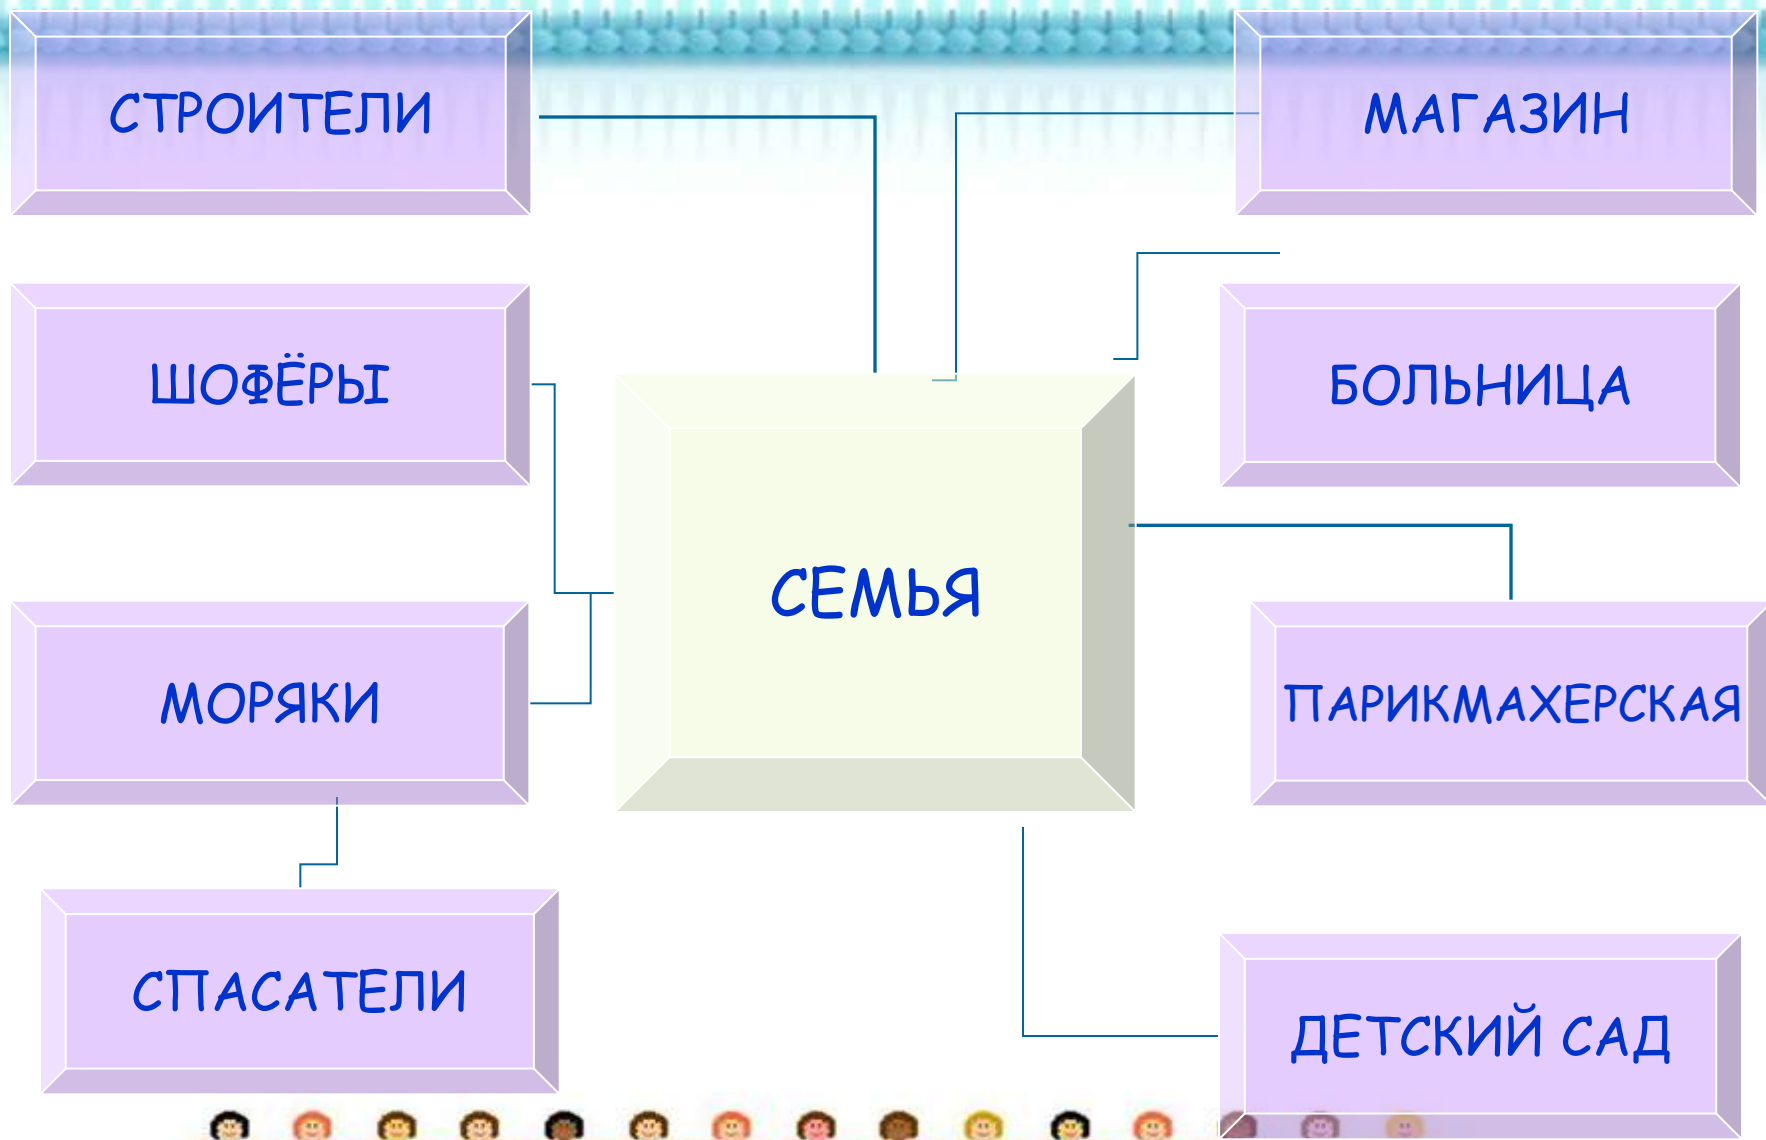 СТРОИТЕЛИ
МАГАЗИН
ШОФЁРЫ
БОЛЬНИЦА
СЕМЬЯ
МОРЯКИ
ПАРИКМАХЕРСКАЯ
СПАСАТЕЛИ
ДЕТСКИЙ САД